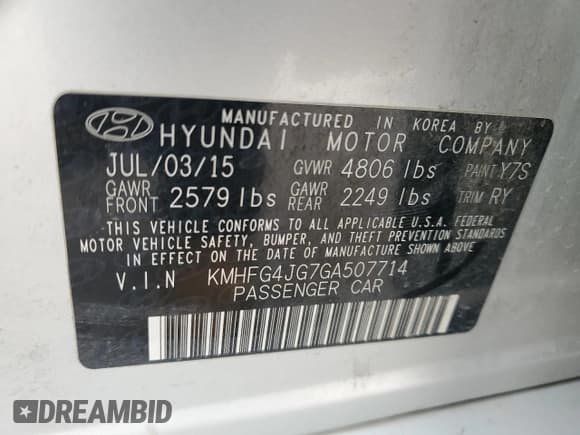 MANUFACTURED IN KOREA BY
HYUNDAI MOTOR COMPANY
JUL/03/15 GVWR 4806 lbs PAINT Y7S
GAWR FRONT 2579 lbs GAWR REAR 2249 lbs TRIM RY
THIS VEHICLE CONFORMS TO ALL APPLICABLE U.S.A. FEDERAL
MOTOR VEHICLE SAFETY, BUMPER, AND THEFT PREVENTION STANDARDS
IN EFFECT ON THE DATE OF MANUFACTURE SHOWN ABOVE.
V.I.N KMHFG4JG7GA507714
PASSENGER CAR
DREAMBID